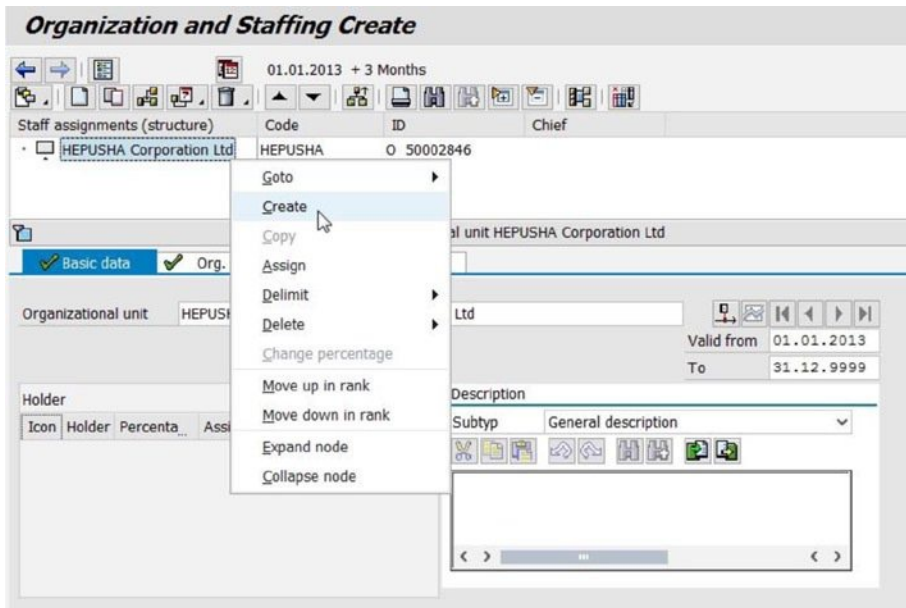 Organization and Staffing Create
01.01.2013 + 3 Months
Staff assignments (structure) Code ID Chief
HEPUSHA Corporation Ltd HEPUSHA O 50002846
Goto
Create
Copy
Assign
Delimit
Delete
Change percentage
Move up in rank
Move down in rank
Expand node
Collapse node
al unit HEPUSHA Corporation Ltd
Basic data Org.
Organizational unit HEPUSH Ltd
Valid from 01.01.2013
To 31.12.9999
Holder
Icon Holder Percenta... Assi
Description
Subtyp General description